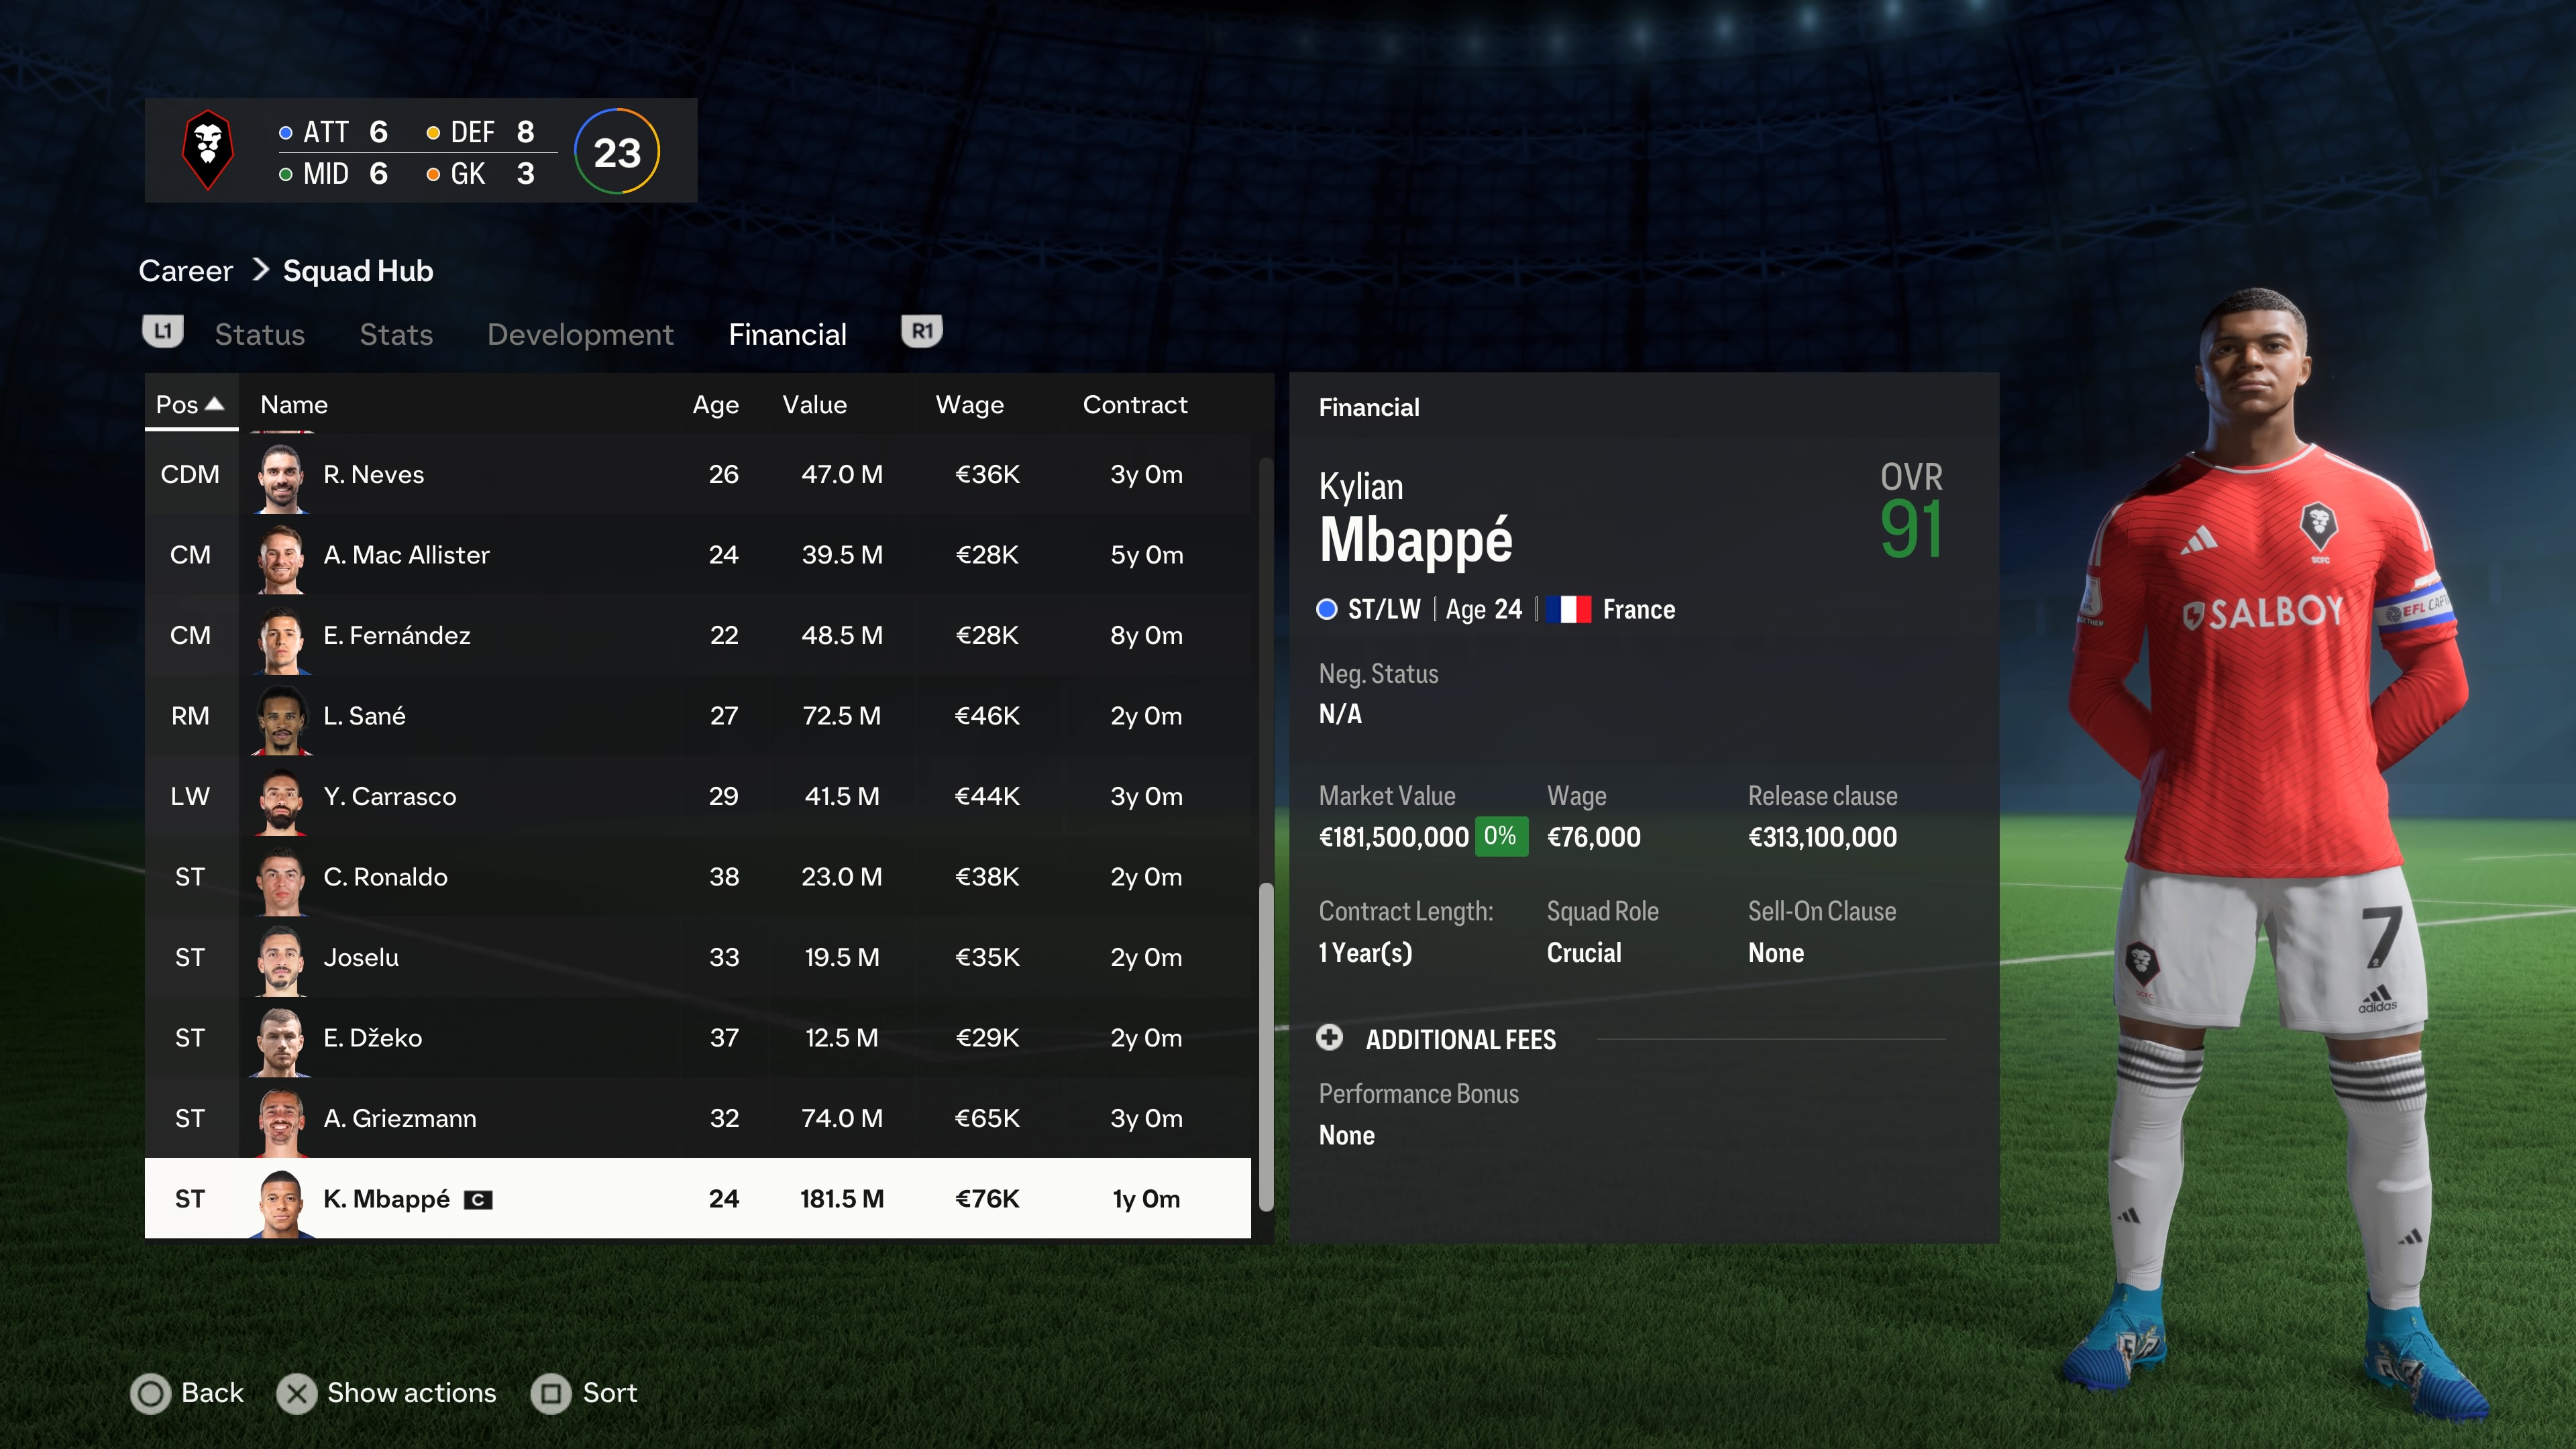 ATT 6 DEF 8
23
MID 6 GK 3
Career > Squad Hub
L1 Status Stats Development Financial R1
Pos Name Age Value Wage Contract
CDM R. Neves 26 47.0 M €36K 3y 0m
CM A. Mac Allister 24 39.5 M €28K 5y 0m
CM E. Fernández 22 48.5 M €28K 8y 0m
RM L. Sané 27 72.5 M €46K 2y 0m
LW Y. Carrasco 29 41.5 M €44K 3y 0m
ST C. Ronaldo 38 23.0 M €38K 2y 0m
ST Joselu 33 19.5 M €35K 2y 0m
ST E. Džeko 37 12.5 M €29K 2y 0m
ST A. Griezmann 32 74.0 M €65K 3y 0m
ST K. Mbappé C 24 181.5 M €76K 1y 0m
Financial
Kylian
Mbappé
OVR
91
ST/LW | Age 24 | France
Neg. Status
N/A
Market Value Wage Release clause
€181,500,000 0% €76,000 €313,100,000
Contract Length: Squad Role Sell-On Clause
1 Year(s) Crucial None
ADDITIONAL FEES
Performance Bonus
None
SCFC
SALBOY
EFL CAPT
7
adidas
Back Show actions Sort